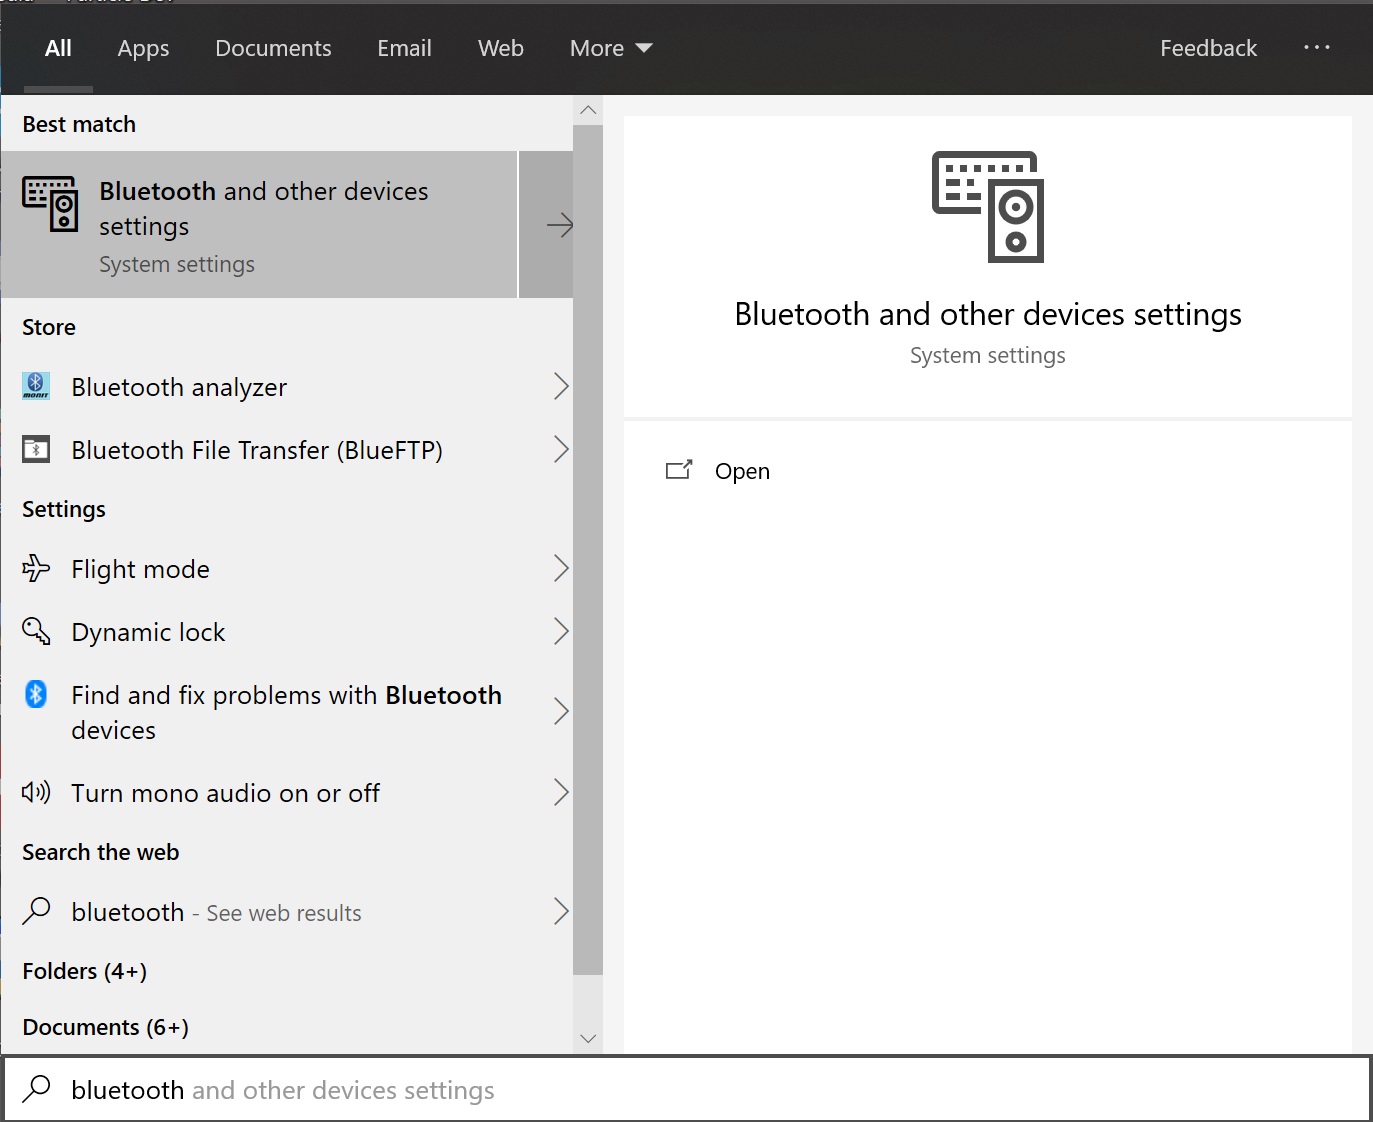 All Apps Documents Email Web More Feedback ...
Best match
Bluetooth and other devices
settings
System settings
Store
Bluetooth analyzer
Bluetooth File Transfer (BlueFTP)
Settings
Flight mode
Dynamic lock
Find and fix problems with Bluetooth
devices
Turn mono audio on or off
Search the web
bluetooth - See web results
Folders (4+)
Documents (6+)
bluetooth and other devices settings
Bluetooth and other devices settings
System settings
Open